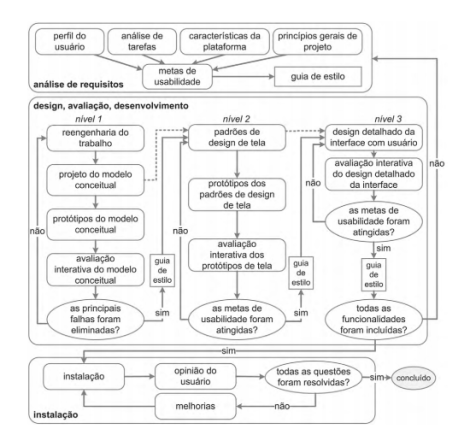 perfil do
usuário
análise de
tarefas
características da
plataforma
princípios gerais de
projeto
metas de
usabilidade
guia de estilo
análise de requisitos
design, avaliação, desenvolvimento
nível 1
nível 2
nível 3
reengenharia do
trabalho
projeto do modelo
conceitual
protótipos do modelo
conceitual
avaliação
interativa do modelo
conceitual
as principais
falhas foram
eliminadas?
não
sim
guia
de
estilo
padrões de
design de tela
protótipos dos
padrões de design
de tela
avaliação
interativa dos
protótipos de tela
as metas de
usabilidade foram
atingidas?
não
sim
guia
de
estilo
design detalhado da
interface com usuário
avaliação interativa
do design detalhado
da interface
as metas de
usabilidade foram
atingidas?
não
sim
guia
de
estilo
todas as
funcionalidades
foram incluídas?
não
sim
instalação
opinião do
usuário
todas as questões
foram resolvidas?
sim
concluído
não
melhorias
instalação